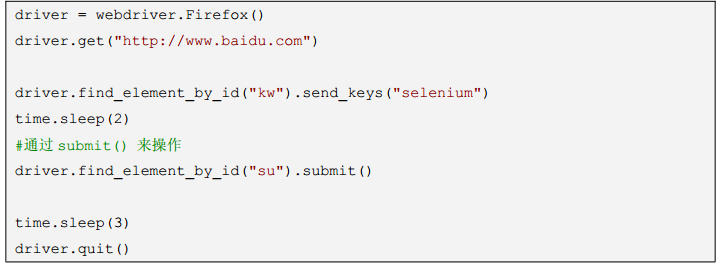 driver = webdriver.Firefox()
driver.get("http://www.baidu.com")
driver.find_element_by_id("kw").send_keys("selenium")
time.sleep(2)
#通过 submit() 来操作
driver.find_element_by_id("su").submit()
time.sleep(3)
driver.quit()